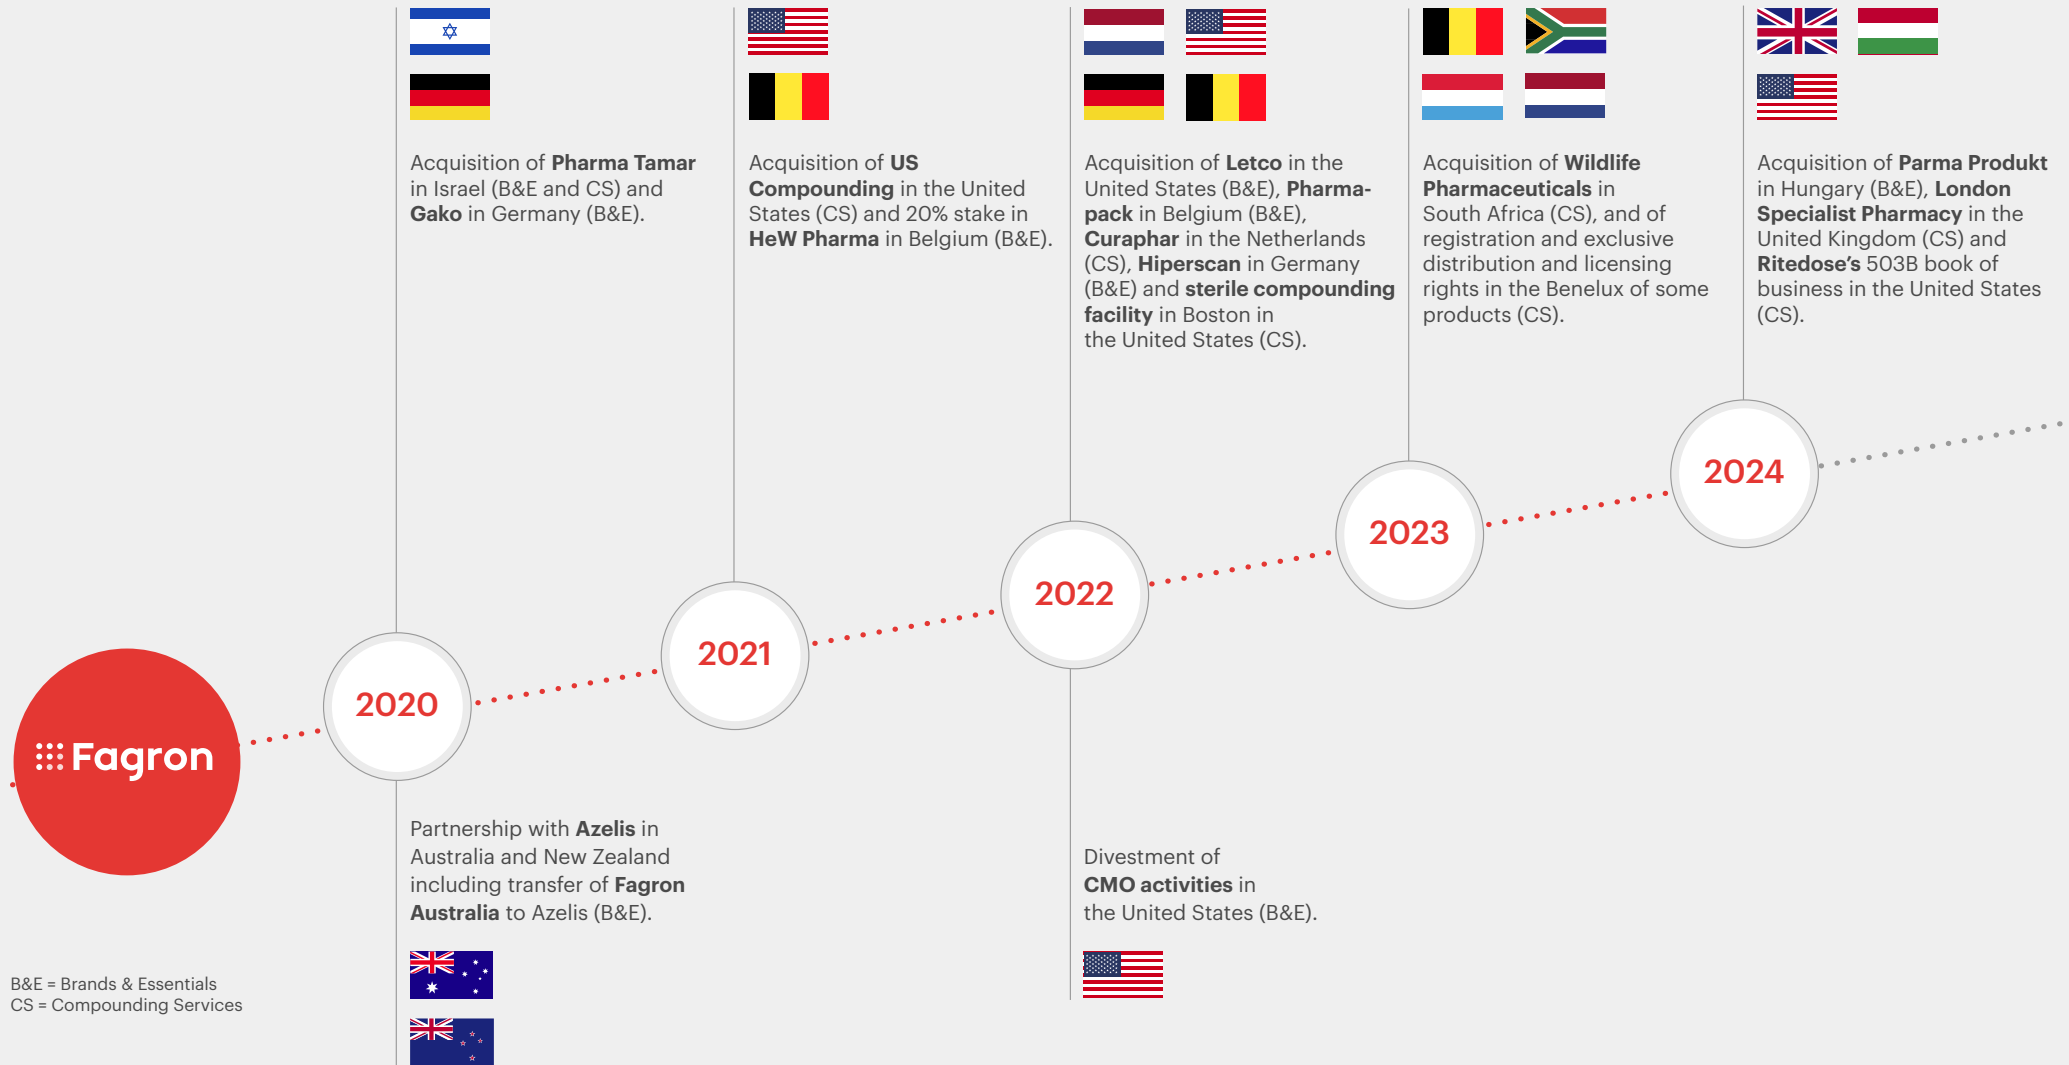 Acquisition of Pharma Tamar
in Israel (B&E and CS) and
Gako in Germany (B&E).
Acquisition of US
Compounding in the United
States (CS) and 20% stake in
HeW Pharma in Belgium (B&E).
Acquisition of Letco in the
United States (B&E), Pharma-
pack in Belgium (B&E),
Curaphar in the Netherlands
(CS), Hiperscan in Germany
(B&E) and sterile compounding
facility in Boston in
the United States (CS).
Acquisition of Wildlife
Pharmaceuticals in
South Africa (CS), and of
registration and exclusive
distribution and licensing
rights in the Benelux of some
products (CS).
Acquisition of Parma Produkt
in Hungary (B&E), London
Specialist Pharmacy in the
United Kingdom (CS) and
Ritedose’s 503B book of
business in the United States
(CS).
Fagron
2020
2021
2022
2023
2024
Partnership with Azelis in
Australia and New Zealand
including transfer of Fagron
Australia to Azelis (B&E).
Divestment of
CMO activities in
the United States (B&E).
B&E = Brands & Essentials
CS = Compounding Services